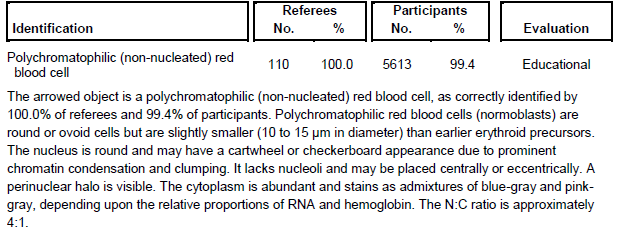 Referees Participants
Identification No. % No. % Evaluation
Polychromatophilic (non-nucleated) red 110 100.0 5613 99.4 Educational
blood cell
The arrowed object is a polychromatophilic (non-nucleated) red blood cell, as correctly identified by
100.0% of referees and 99.4% of participants. Polychromatophilic red blood cells (normoblasts) are
round or ovoid cells but are slightly smaller (10 to 15 µm in diameter) than earlier erythroid precursors.
The nucleus is round and may have a cartwheel or checkerboard appearance due to prominent
chromatin condensation and clumping. It lacks nucleoli and may be placed centrally or eccentrically. A
perinuclear halo is visible. The cytoplasm is abundant and stains as admixtures of blue-gray and pink-
gray, depending upon the relative proportions of RNA and hemoglobin. The N:C ratio is approximately
4:1.